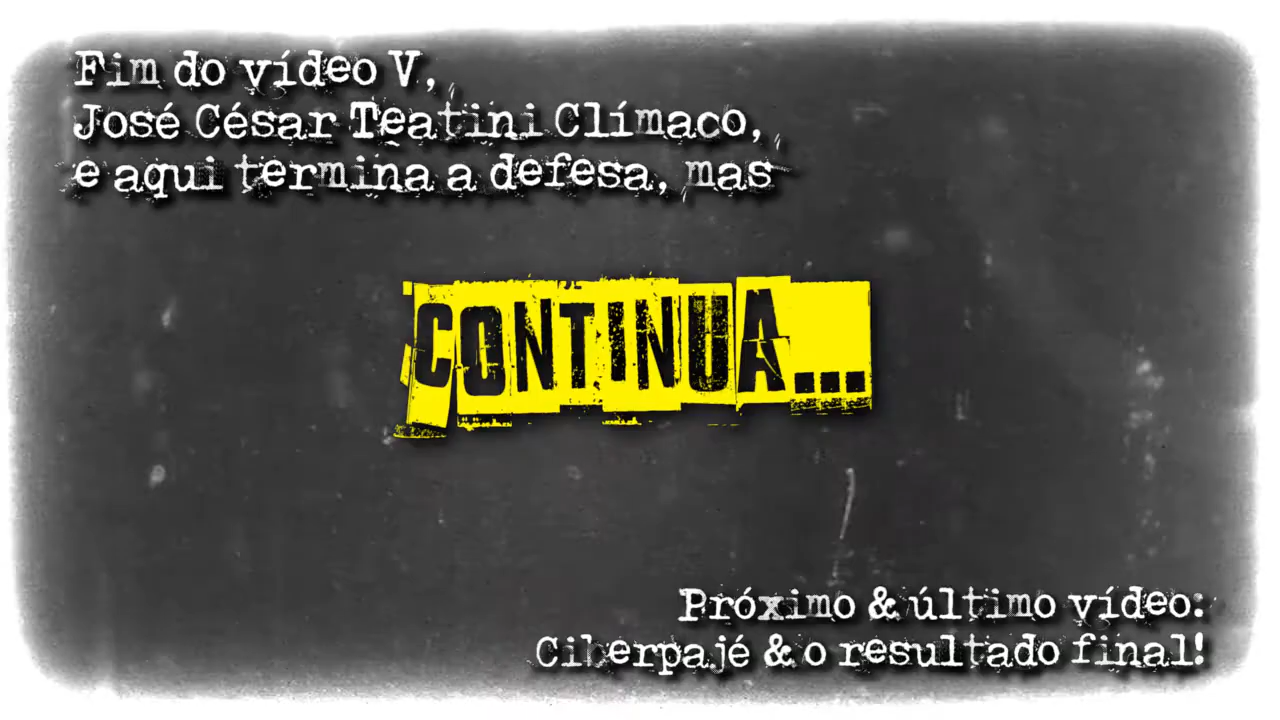 Fim do vídeo V,
José César Teatini Clímaco,
e aqui termina a defesa, mas
CONTINUA...
Próximo & último vídeo:
Ciberpajé & o resultado final!